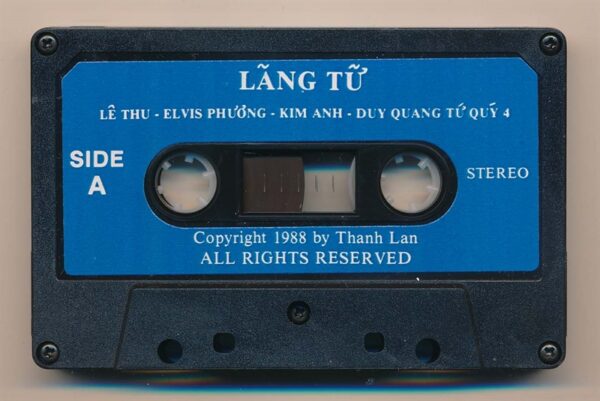 LÃNG TỮ
LÊ THU - ELVIS PHƯƠNG - KIM ANH - DUY QUANG TỨ QUÝ 4
SIDE
A
STEREO
Copyright 1988 by Thanh Lan
ALL RIGHTS RESERVED